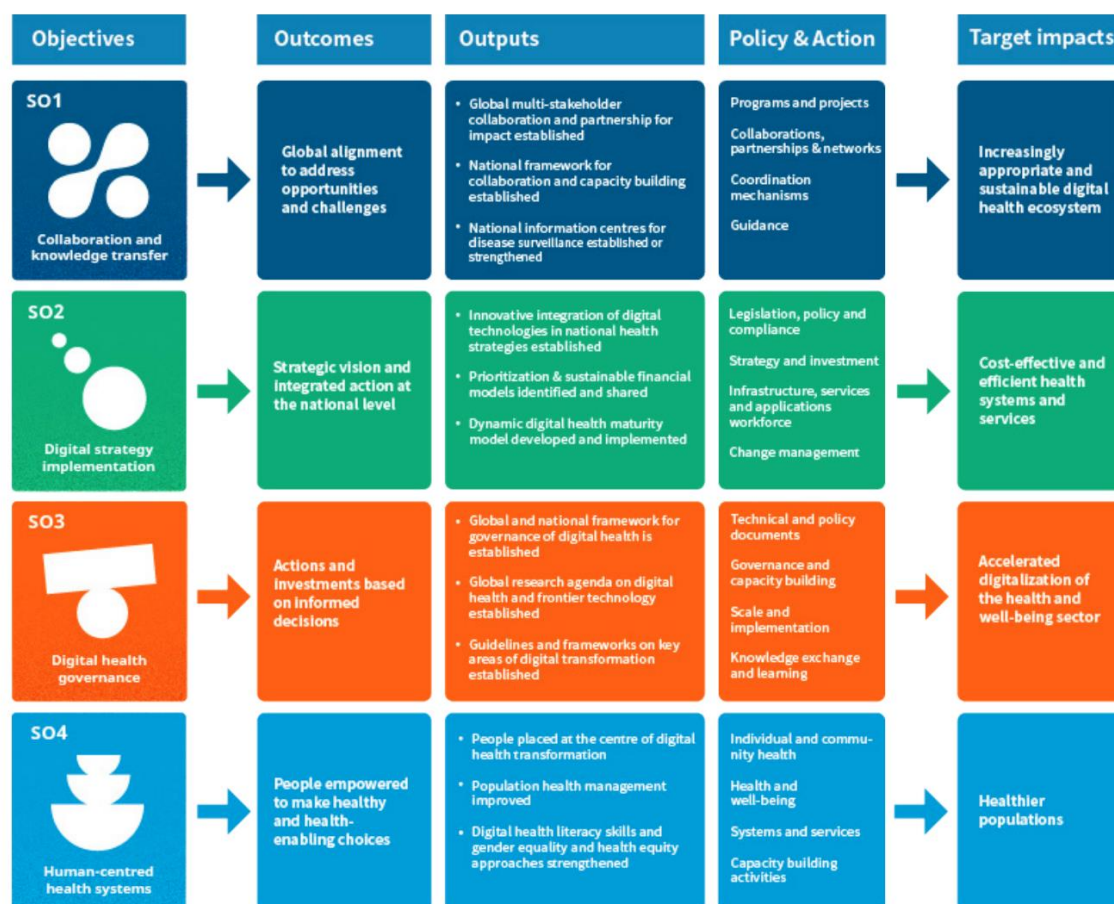 Objectives
Outcomes
Outputs
Policy & Action
Target impacts
SO1
Collaboration and
knowledge transfer
Global alignment
to address
opportunities
and challenges
• Global multi-stakeholder
collaboration and partnership for
impact established
• National framework for
collaboration and capacity building
established
• National information centres for
disease surveillance established or
strengthened
Programs and projects
Collaborations,
partnerships & networks
Coordination
mechanisms
Guidance
Increasingly
appropriate and
sustainable digital
health ecosystem
SO2
Digital strategy
implementation
Strategic vision and
integrated action at
the national level
• Innovative integration of digital
technologies in national health
strategies established
• Prioritization & sustainable financial
models identified and shared
• Dynamic digital health maturity
model developed and implemented
Legislation, policy and
compliance
Strategy and investment
Infrastructure, services
and applications
workforce
Change management
Cost-effective and
efficient health
systems and
services
SO3
Digital health
governance
Actions and
investments based
on informed
decisions
• Global and national framework for
governance of digital health is
established
• Global research agenda on digital
health and frontier technology
established
• Guidelines and frameworks on key
areas of digital transformation
established
Technical and policy
documents
Governance and
capacity building
Scale and
implementation
Knowledge exchange
and learning
Accelerated
digitalization of
the health and
well-being sector
SO4
Human-centred
health systems
People empowered
to make healthy
and health-
enabling choices
• People placed at the centre of digital
health transformation
• Population health management
improved
• Digital health literacy skills and
gender equality and health equity
approaches strengthened
Individual and commu-
nity health
Health and
well-being
Systems and services
Capacity building
activities
Healthier
populations